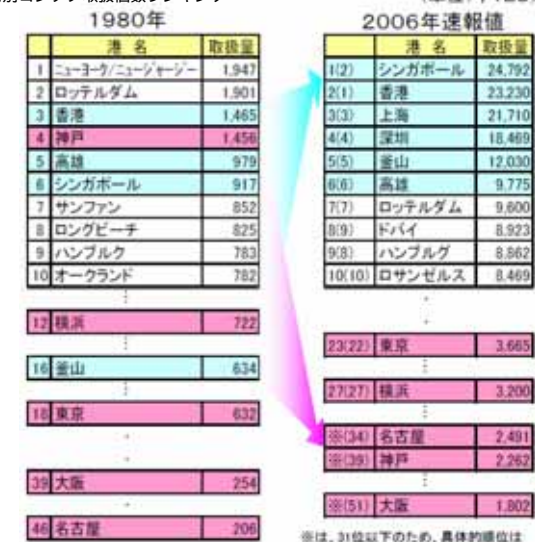 1980年
港 名 取扱量
1 ニューヨーク/ニュージャージー 1,947
2 ロッテルダム 1,901
3 香港 1,465
4 神戸 1,456
5 高雄 979
6 シンガポール 917
7 サンファン 852
8 ロングビーチ 825
9 ハンブルク 783
10 オークランド 782
12 横浜 722
16 釜山 634
18 東京 632
39 大阪 254
46 名古屋 206
2006年速報値
港 名 取扱量
1(2) シンガポール 24,792
2(1) 香港 23,230
3(3) 上海 21,710
4(4) 深圳 18,469
5(5) 釜山 12,030
6(6) 高雄 9,775
7(7) ロッテルダム 9,600
8(9) ドバイ 8,923
9(8) ハンブルグ 8,862
10(10) ロサンゼルス 8,469
23(22) 東京 3,665
27(27) 横浜 3,200
※(34) 名古屋 2,491
※(39) 神戸 2,262
※(51) 大阪 1,802
※は、31位以下のため、具体的順位は